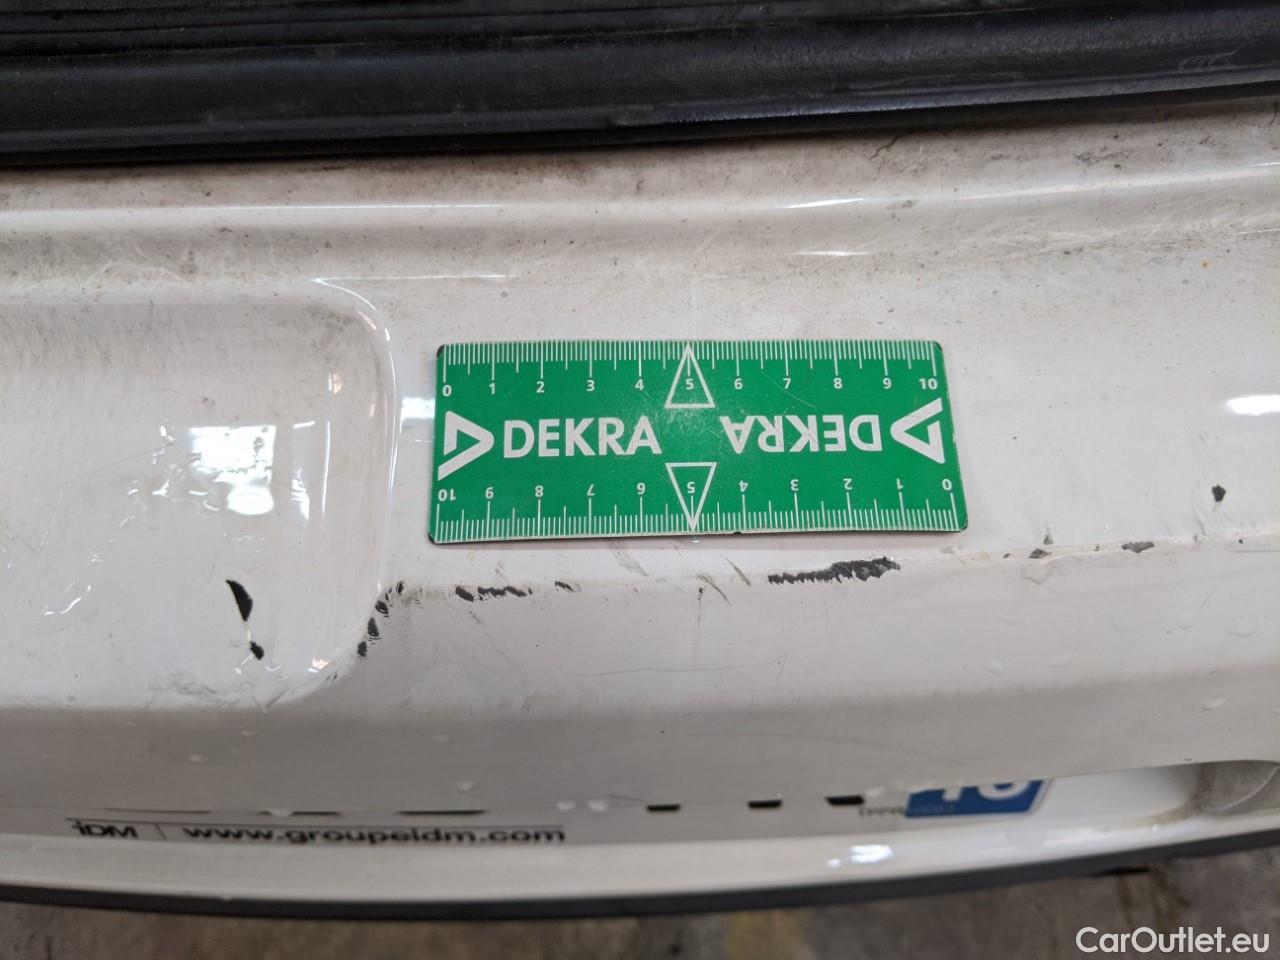 0 1 2 3 4 5 6 7 8 9 10
DEKRA DEKRA
10 9 8 7 6 5 4 3 2 1 0
iDM | www.groupeidm.com
CarOutlet.eu